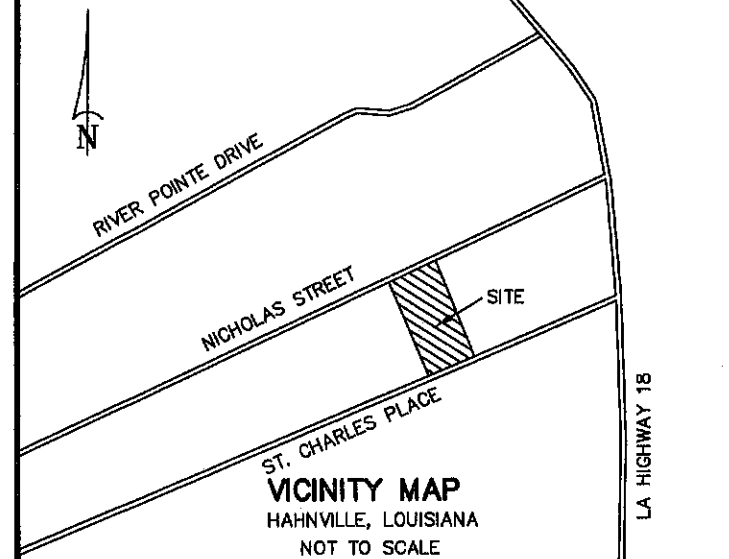 N
RIVER POINTE DRIVE
NICHOLAS STREET
SITE
ST. CHARLES PLACE
LA HIGHWAY 18
VICINITY MAP
HAHNVILLE, LOUISIANA
NOT TO SCALE